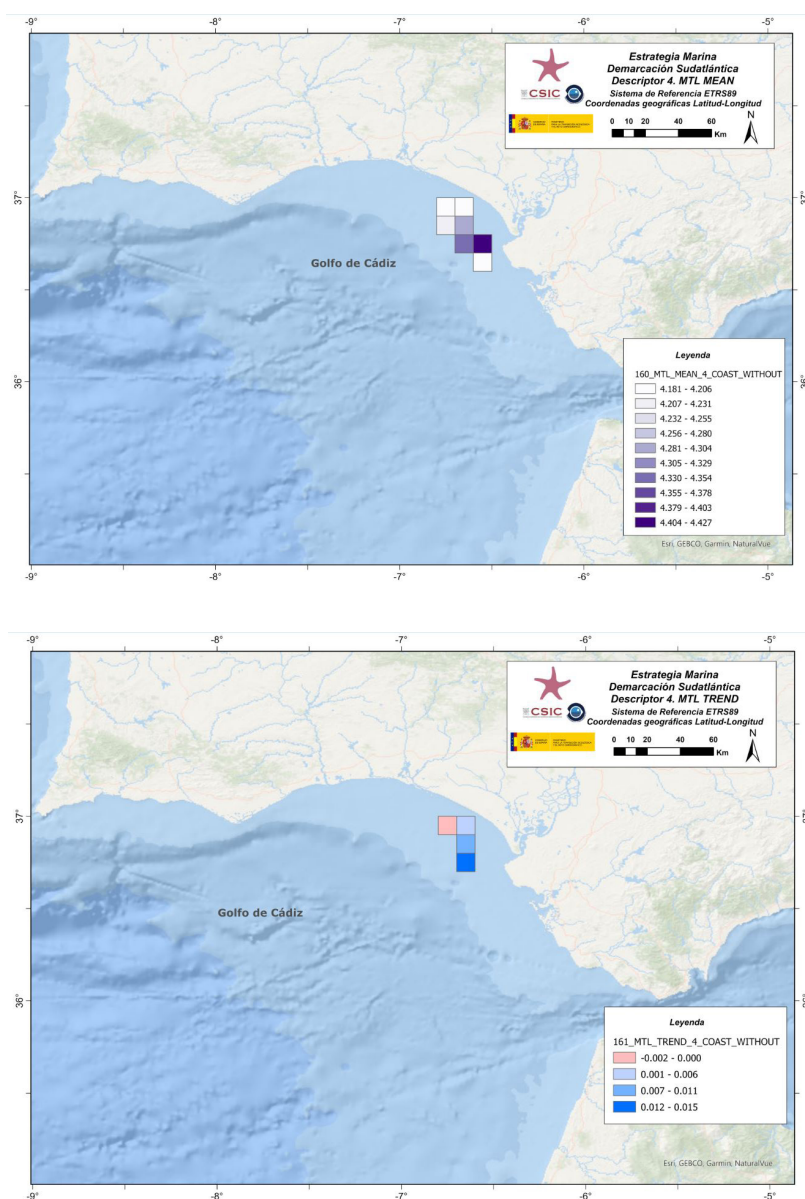 -9°
-8°
-7°
-6°
-5°
Estrategia Marina
Demarcación Sudatlántica
Descriptor 4. MTL MEAN
Sistema de Referencia ETRS89
Coordenadas geográficas Latitud-Longitud
CSIC
0 10 20 40 60
Km
N
37°
37°
Golfo de Cádiz
36°
36°
Leyenda
160_MTL_MEAN_4_COAST_WITHOUT
4.181 - 4.206
4.207 - 4.231
4.232 - 4.255
4.256 - 4.280
4.281 - 4.304
4.305 - 4.329
4.330 - 4.354
4.355 - 4.378
4.379 - 4.403
4.404 - 4.427
Esri, GEBCO, Garmin, NaturalVue
-9°
-8°
-7°
-6°
-5°
-9°
-8°
-7°
-6°
-5°
Estrategia Marina
Demarcación Sudatlántica
Descriptor 4. MTL TREND
Sistema de Referencia ETRS89
Coordenadas geográficas Latitud-Longitud
CSIC
0 10 20 40 60
Km
N
37°
37°
Golfo de Cádiz
36°
36°
Leyenda
161_MTL_TREND_4_COAST_WITHOUT
-0.002 - 0.000
0.001 - 0.006
0.007 - 0.011
0.012 - 0.015
Esri, GEBCO, Garmin, NaturalVue
-9°
-8°
-7°
-6°
-5°